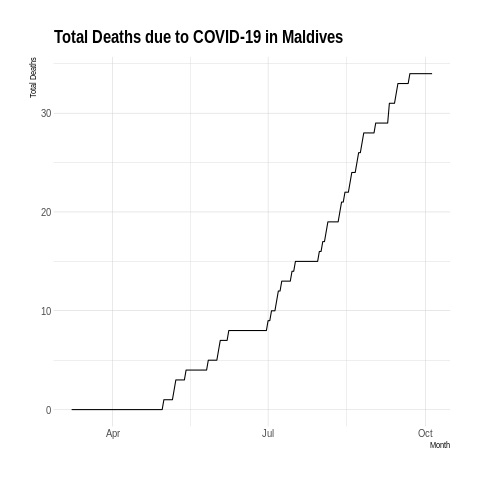 Total Deaths due to COVID-19 in Maldives
Total Deaths
30
20
10
0
Apr
Jul
Oct
Month